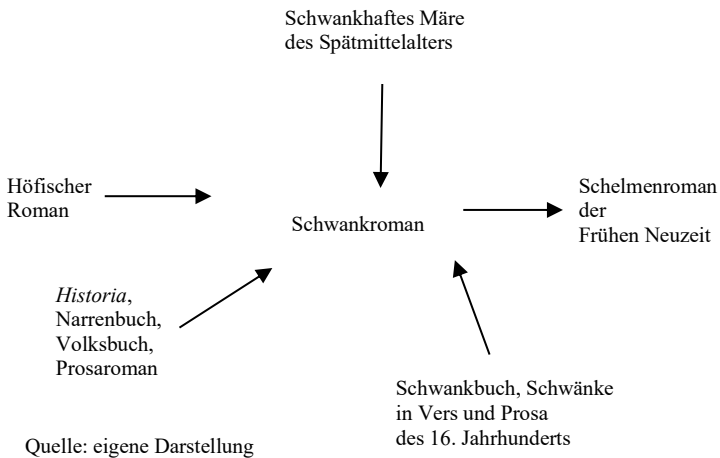 Schwankhaftes Märe
des Spätmittelalters
Höfischer
Roman
Schwankroman
Schelmenroman
der
Frühen Neuzeit
Historia,
Narrenbuch,
Volksbuch,
Prosaroman
Schwankbuch, Schwänke
in Vers und Prosa
des 16. Jahrhunderts
Quelle: eigene Darstellung